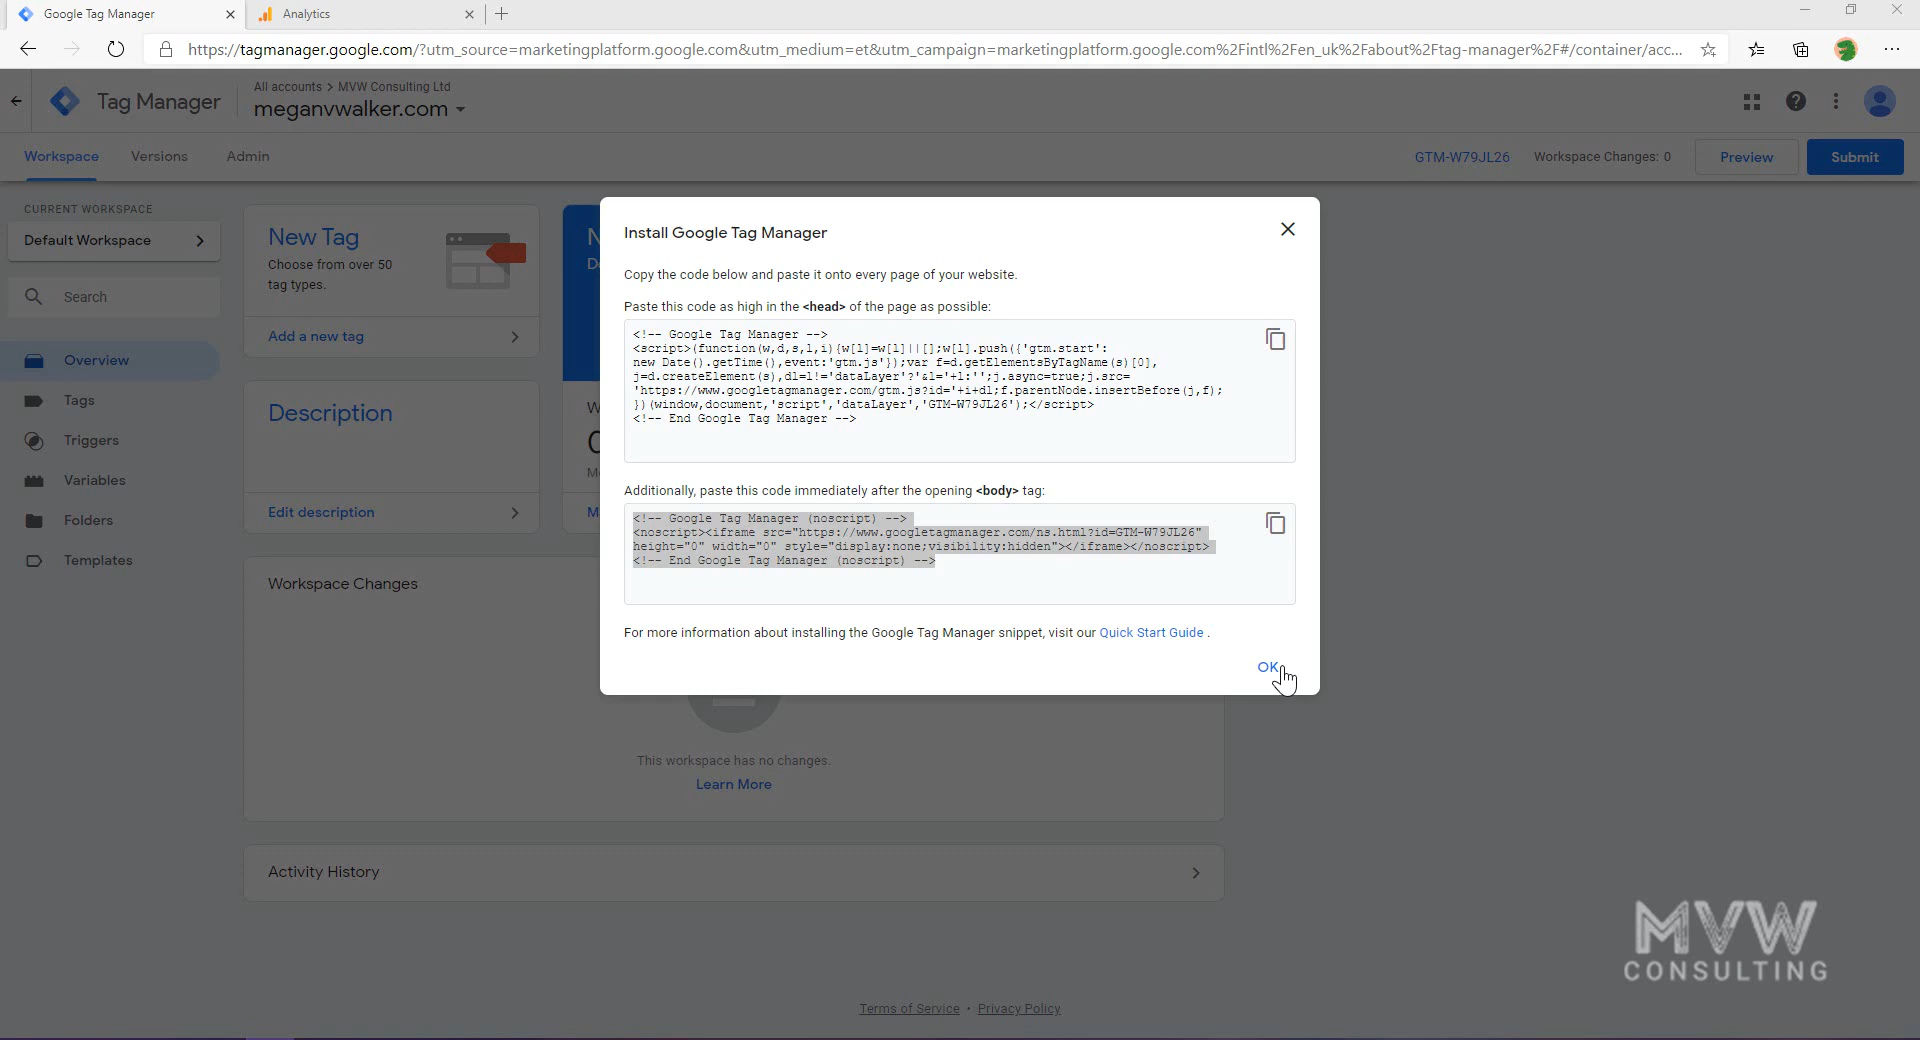 Google Tag Manager
Analytics
https://tagmanager.google.com/?utm_source=marketingplatform.google.com&utm_medium=et&utm_campaign=marketingplatform.google.com%2Fintl%2Fen_uk%2Fabout%2Ftag-manager%2F#/container/acc...
Tag Manager
All accounts > MVW Consulting Ltd
meganvwalker.com
Workspace
Versions
Admin
GTM-W79JL26
Workspace Changes: 0
Preview
Submit
CURRENT WORKSPACE
Default Workspace
Search
Overview
Tags
Triggers
Variables
Folders
Templates
New Tag
Choose from over 50
tag types.
Add a new tag
Description
Edit description
Install Google Tag Manager
Copy the code below and paste it onto every page of your website.
Paste this code as high in the <head> of the page as possible:
<!-- Google Tag Manager -->
<script>(function(w,d,s,l,i){w[l]=w[l]||[];w[l].push({'gtm.start':
new Date().getTime(),event:'gtm.js'});var f=d.getElementsByTagName(s)[0],
j=d.createElement(s),dl=l!='dataLayer'?'&l='+l:'';j.async=true;j.src=
'https://www.googletagmanager.com/gtm.js?id='+i+dl;f.parentNode.insertBefore(j,f);
})(window,document,'script','dataLayer','GTM-W79JL26');</script>
<!-- End Google Tag Manager -->
Additionally, paste this code immediately after the opening <body> tag:
<!-- Google Tag Manager (noscript) -->
<noscript><iframe src="https://www.googletagmanager.com/ns.html?id=GTM-W79JL26"
height="0" width="0" style="display:none;visibility:hidden"></iframe></noscript>
<!-- End Google Tag Manager (noscript) -->
For more information about installing the Google Tag Manager snippet, visit our Quick Start Guide .
OK
Workspace Changes
This workspace has no changes.
Learn More
Activity History
MVW
CONSULTING
Terms of Service • Privacy Policy